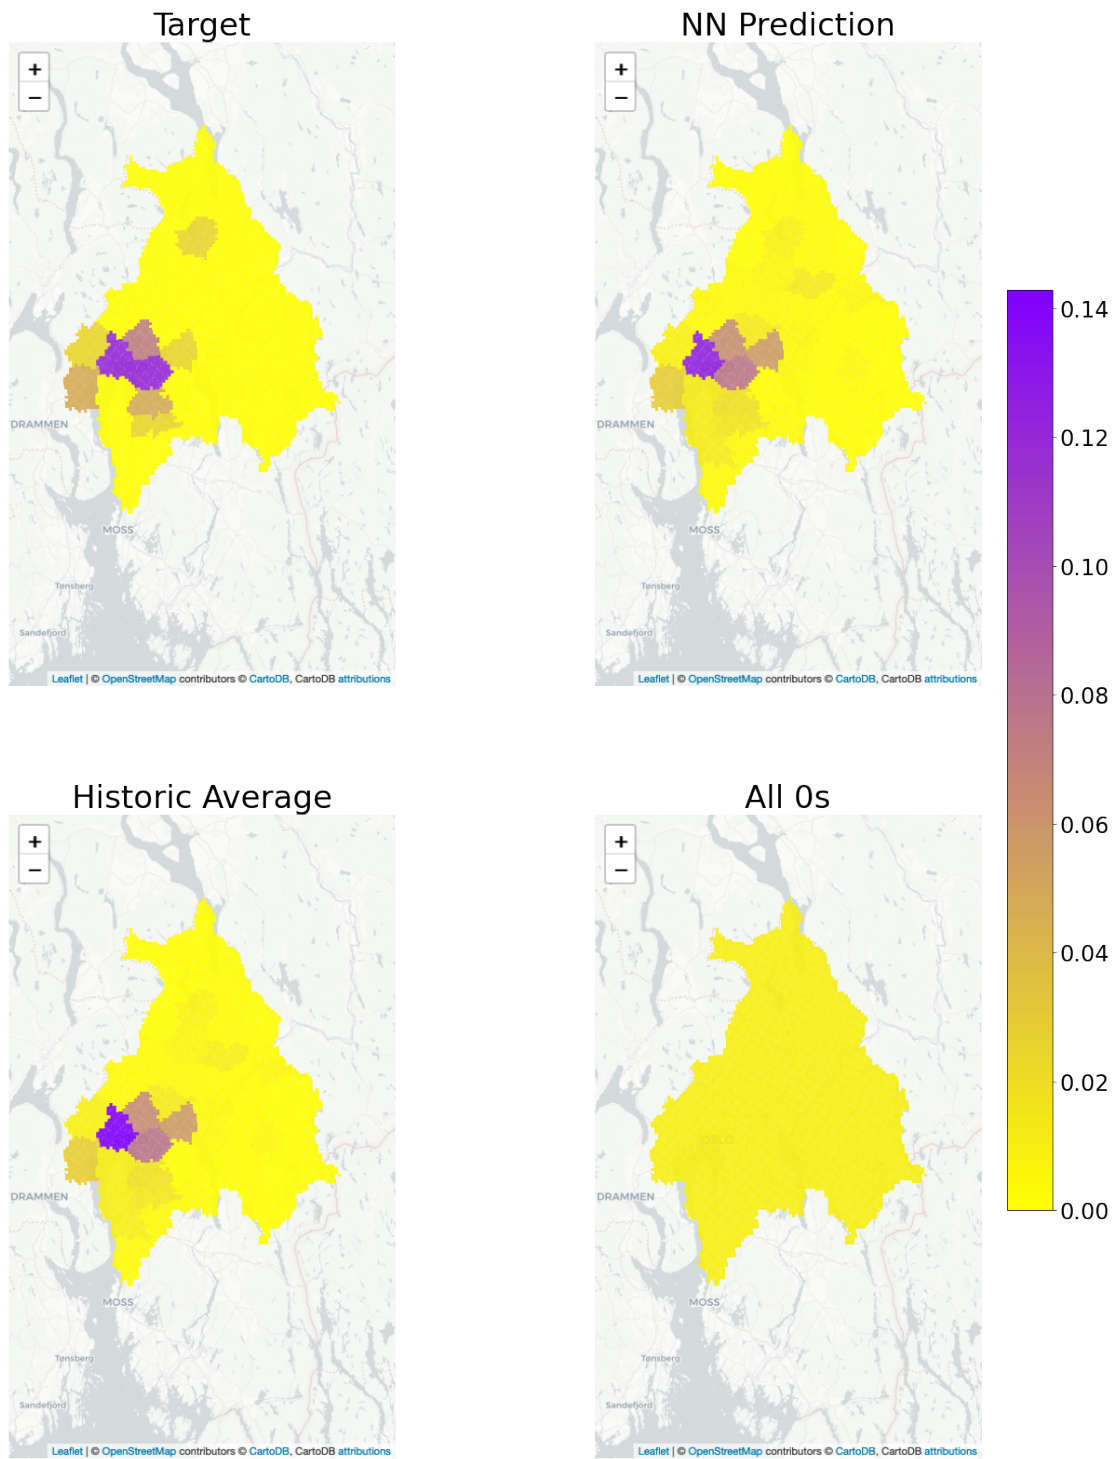 Target
NN Prediction
+
−
DRAMMEN
MOSS
Tønsberg
Sandefjord
Leaflet | © OpenStreetMap contributors © CartoDB, CartoDB attributions
+
−
DRAMMEN
MOSS
Tønsberg
Sandefjord
Leaflet | © OpenStreetMap contributors © CartoDB, CartoDB attributions
Historic Average
All 0s
+
−
DRAMMEN
MOSS
Tønsberg
Sandefjord
Leaflet | © OpenStreetMap contributors © CartoDB, CartoDB attributions
+
−
OSLO
DRAMMEN
MOSS
Tønsberg
Sandefjord
Leaflet | © OpenStreetMap contributors © CartoDB, CartoDB attributions
0.14
0.12
0.10
0.08
0.06
0.04
0.02
0.00